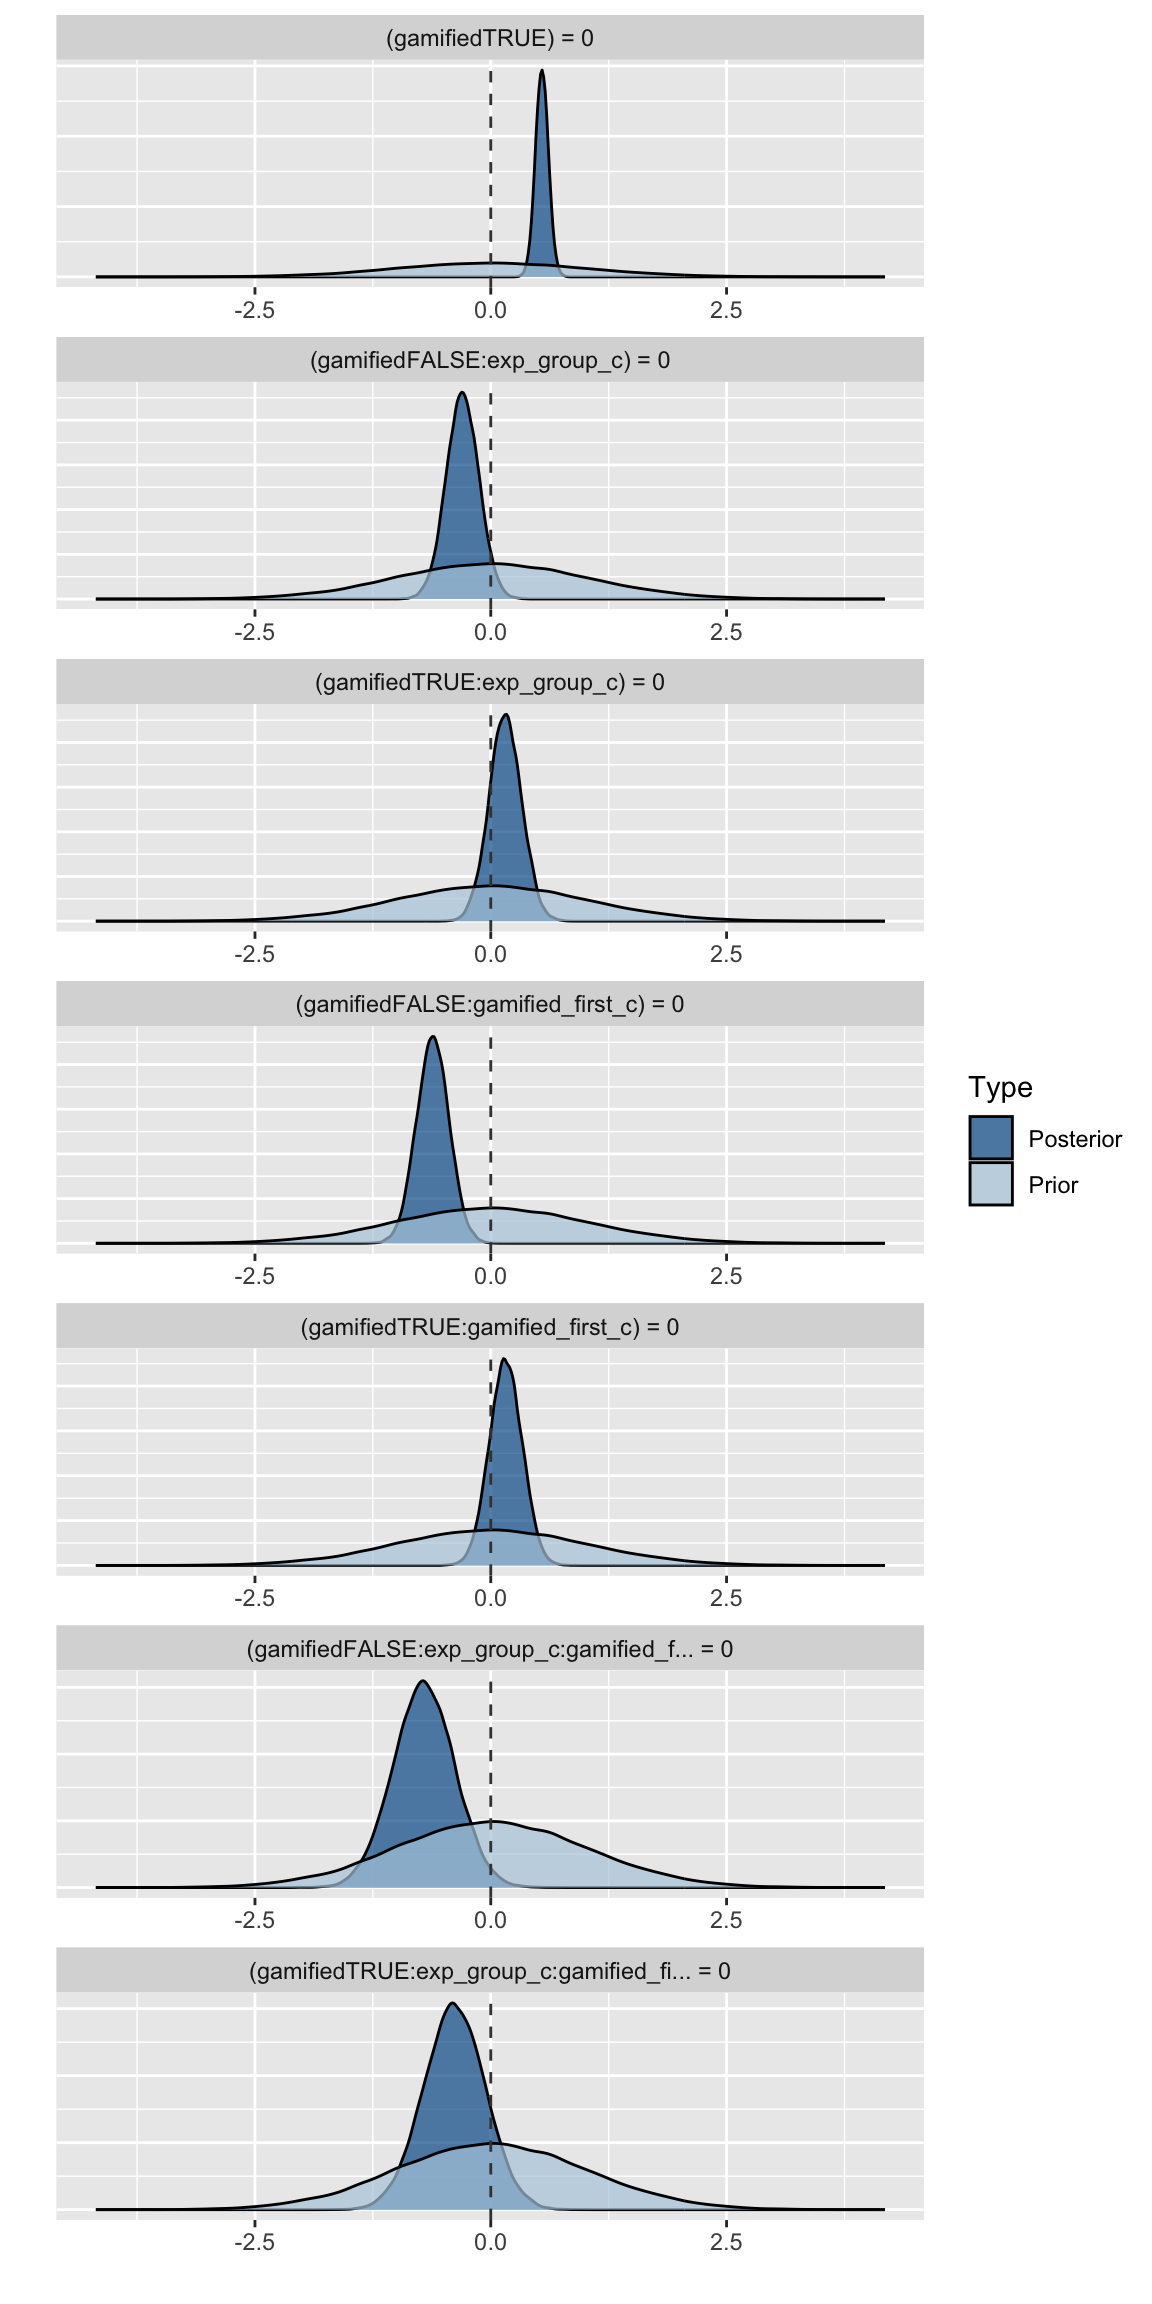 (gamifiedTRUE) = 0
-2.5 0.0 2.5
(gamifiedFALSE:exp_group_c) = 0
-2.5 0.0 2.5
(gamifiedTRUE:exp_group_c) = 0
-2.5 0.0 2.5
(gamifiedFALSE:gamified_first_c) = 0
-2.5 0.0 2.5
(gamifiedTRUE:gamified_first_c) = 0
-2.5 0.0 2.5
(gamifiedFALSE:exp_group_c:gamified_f... = 0
-2.5 0.0 2.5
(gamifiedTRUE:exp_group_c:gamified_fi... = 0
-2.5 0.0 2.5
Type
Posterior
Prior